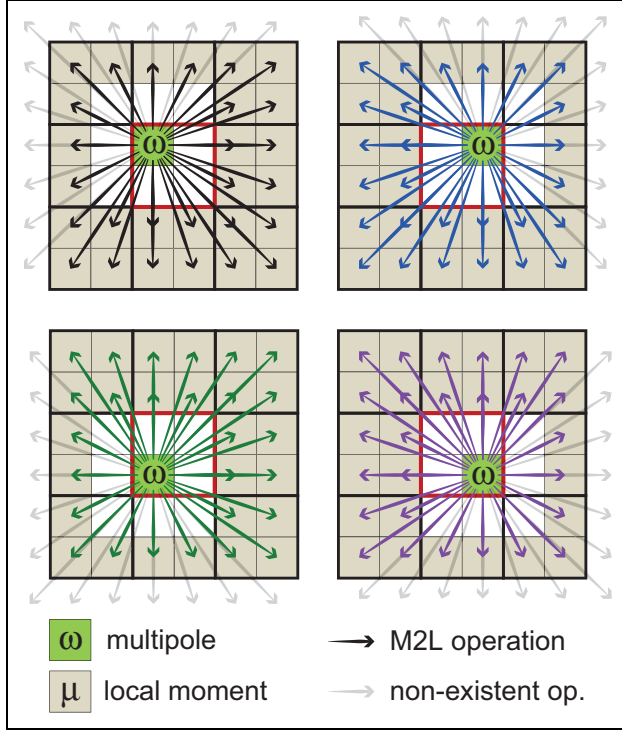 ω ω
ω ω
ω multipole → M2L operation
μ local moment → non-existent op.